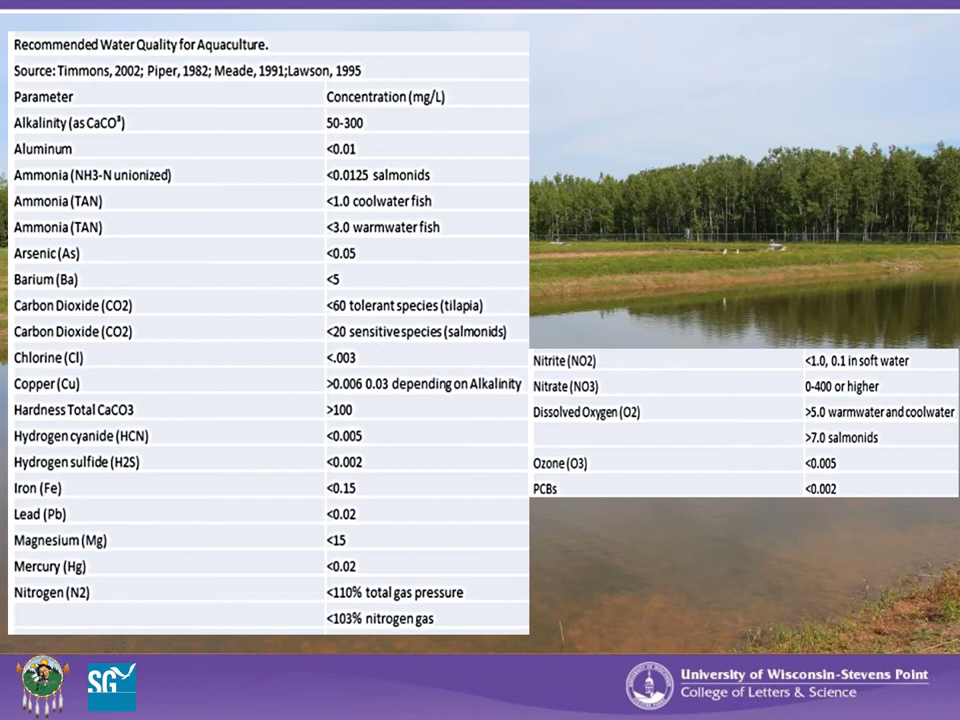 Recommended Water Quality for Aquaculture.
Source: Timmons, 2002; Piper, 1982; Meade, 1991;Lawson, 1995
Parameter Concentration (mg/L)
Alkalinity (as CaCO³) 50-300
Aluminum <0.01
Ammonia (NH3-N unionized) <0.0125 salmonids
Ammonia (TAN) <1.0 coolwater fish
Ammonia (TAN) <3.0 warmwater fish
Arsenic (As) <0.05
Barium (Ba) <5
Carbon Dioxide (CO2) <60 tolerant species (tilapia)
Carbon Dioxide (CO2) <20 sensitive species (salmonids)
Chlorine (Cl) <.003
Copper (Cu) >0.006 0.03 depending on Alkalinity
Hardness Total CaCO3 >100
Hydrogen cyanide (HCN) <0.005
Hydrogen sulfide (H2S) <0.002
Iron (Fe) <0.15
Lead (Pb) <0.02
Magnesium (Mg) <15
Mercury (Hg) <0.02
Nitrogen (N2) <110% total gas pressure
<103% nitrogen gas
Nitrite (NO2) <1.0, 0.1 in soft water
Nitrate (NO3) 0-400 or higher
Dissolved Oxygen (O2) >5.0 warmwater and coolwater
>7.0 salmonids
Ozone (O3) <0.005
PCBs <0.002
SG
University of Wisconsin-Stevens Point
College of Letters & Science